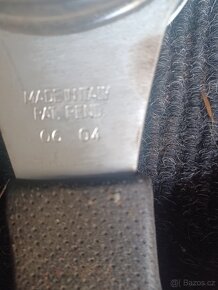 MADE IN ITALY
PAT. PEND.
06 04
Bazos.cz